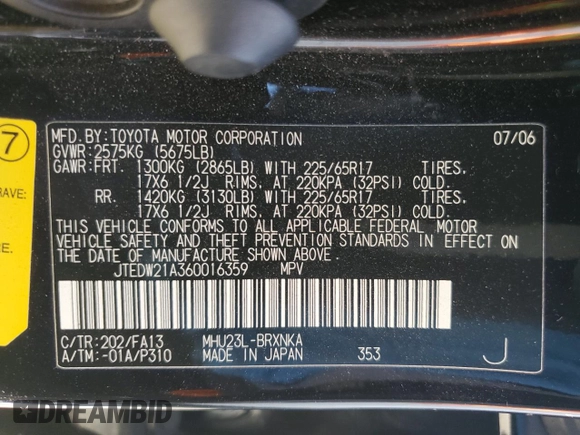 7
RAVE:
NE.
MFD.BY:TOYOTA MOTOR CORPORATION 07/06
GVWR:2575KG (5675LB)
GAWR:FRT. 1300KG (2865LB) WITH 225/65R17 TIRES.
17X6 1/2J RIMS. AT 220KPA (32PSI) COLD.
RR. 1420KG (3130LB) WITH 225/65R17 TIRES.
17X6 1/2J RIMS. AT 220KPA (32PSI) COLD.
THIS VEHICLE CONFORMS TO ALL APPLICABLE FEDERAL MOTOR
VEHICLE SAFETY AND THEFT PREVENTION STANDARDS IN EFFECT ON
THE DATE OF MANUFACTURE SHOWN ABOVE.
JTEDW21A360016359 MPV
C/TR:202/FA13 MHU23L-BRXNKA
A/TM:-01A/P310 MADE IN JAPAN 353 J
DREAMBID